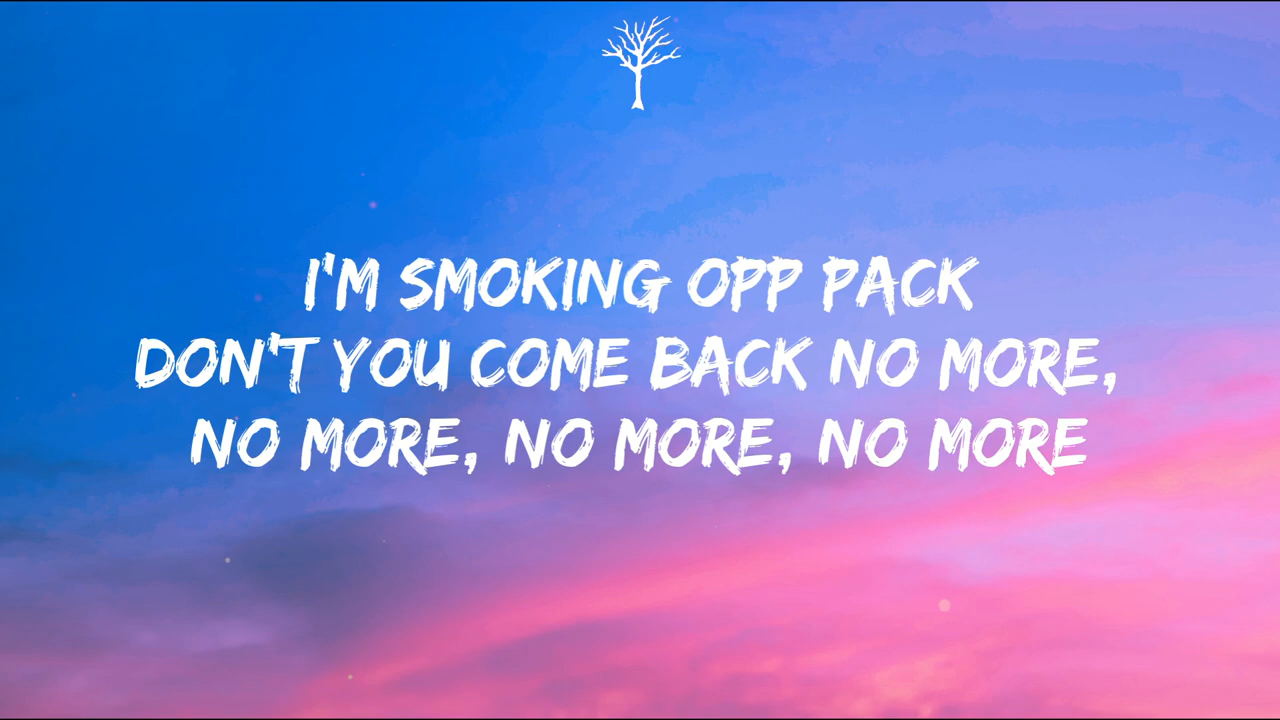 I'M SMOKING OPP PACK
DON'T YOU COME BACK NO MORE,
NO MORE, NO MORE, NO MORE